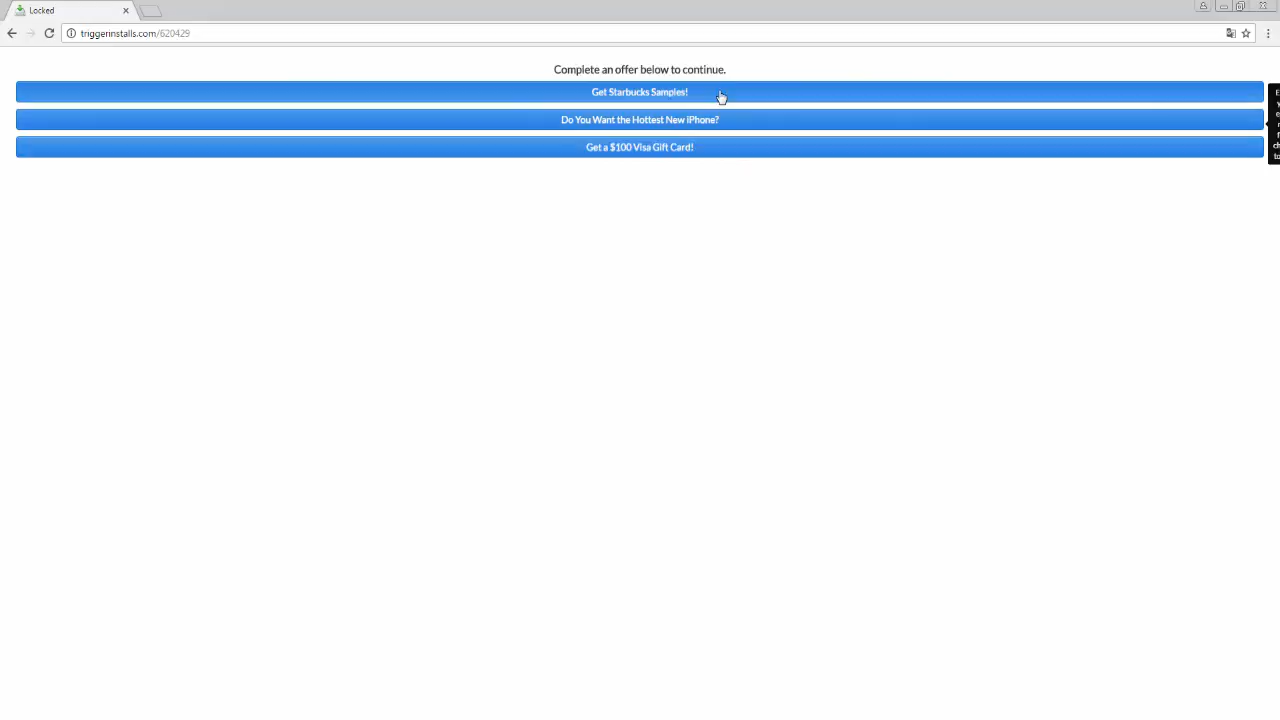 Locked
triggerinstalls.com/620429
Complete an offer below to continue.
Get Starbucks Samples!
Do You Want the Hottest New iPhone?
Get a $100 Visa Gift Card!